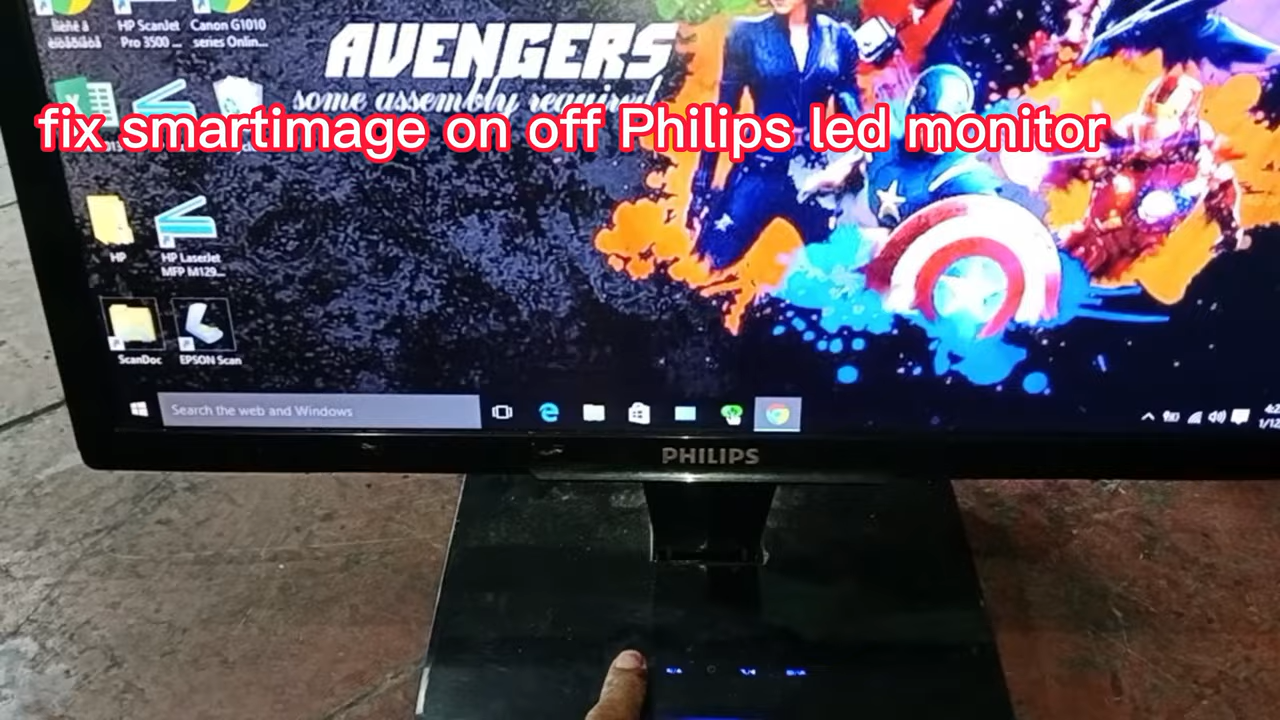 HP ScanJet
Pro 3500 ...
Canon G1010
series Onlin...
AVENGERS
some assembly required
fix smartimage on off Philips led monitor
HP
HP LaserJet
MFP M129...
ScanDoc
EPSON Scan
Search the web and Windows
PHILIPS